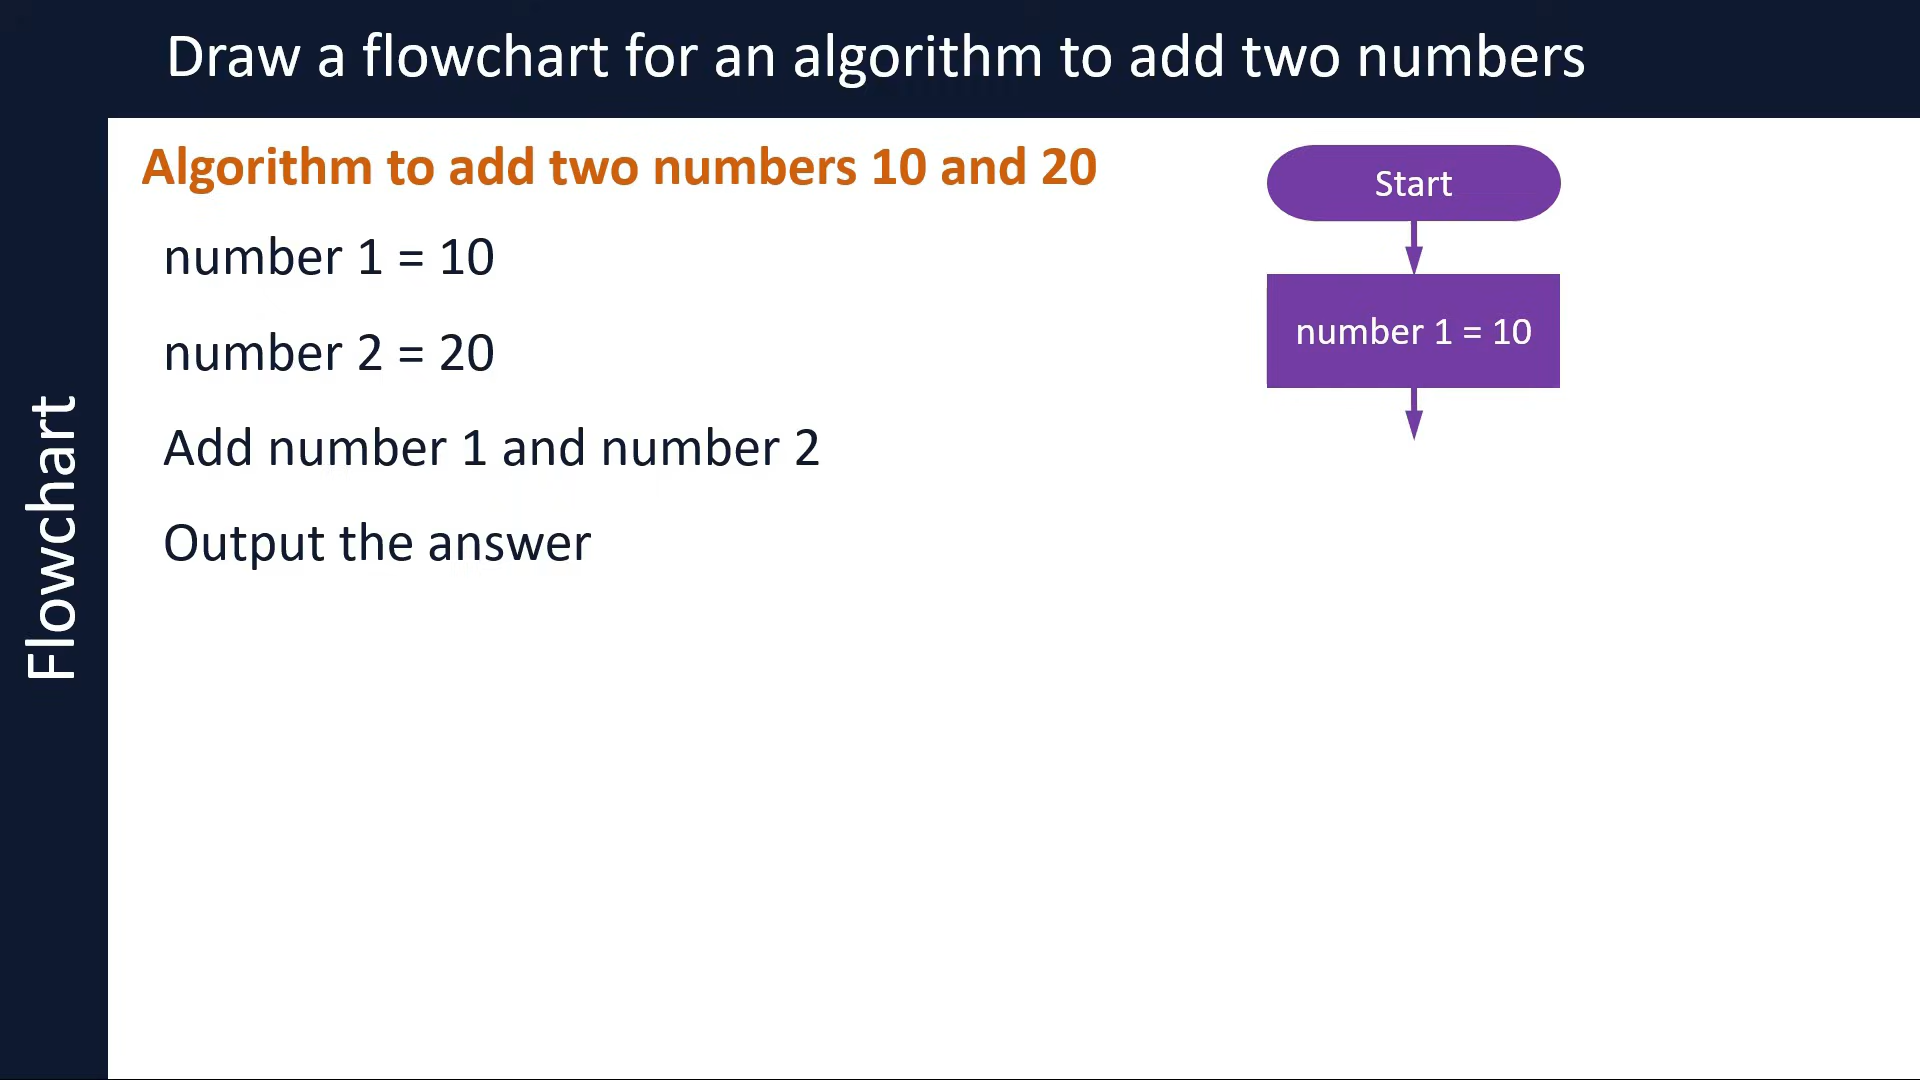 Draw a flowchart for an algorithm to add two numbers
Flowchart
Algorithm to add two numbers 10 and 20
number 1 = 10
number 2 = 20
Add number 1 and number 2
Output the answer
Start
number 1 = 10